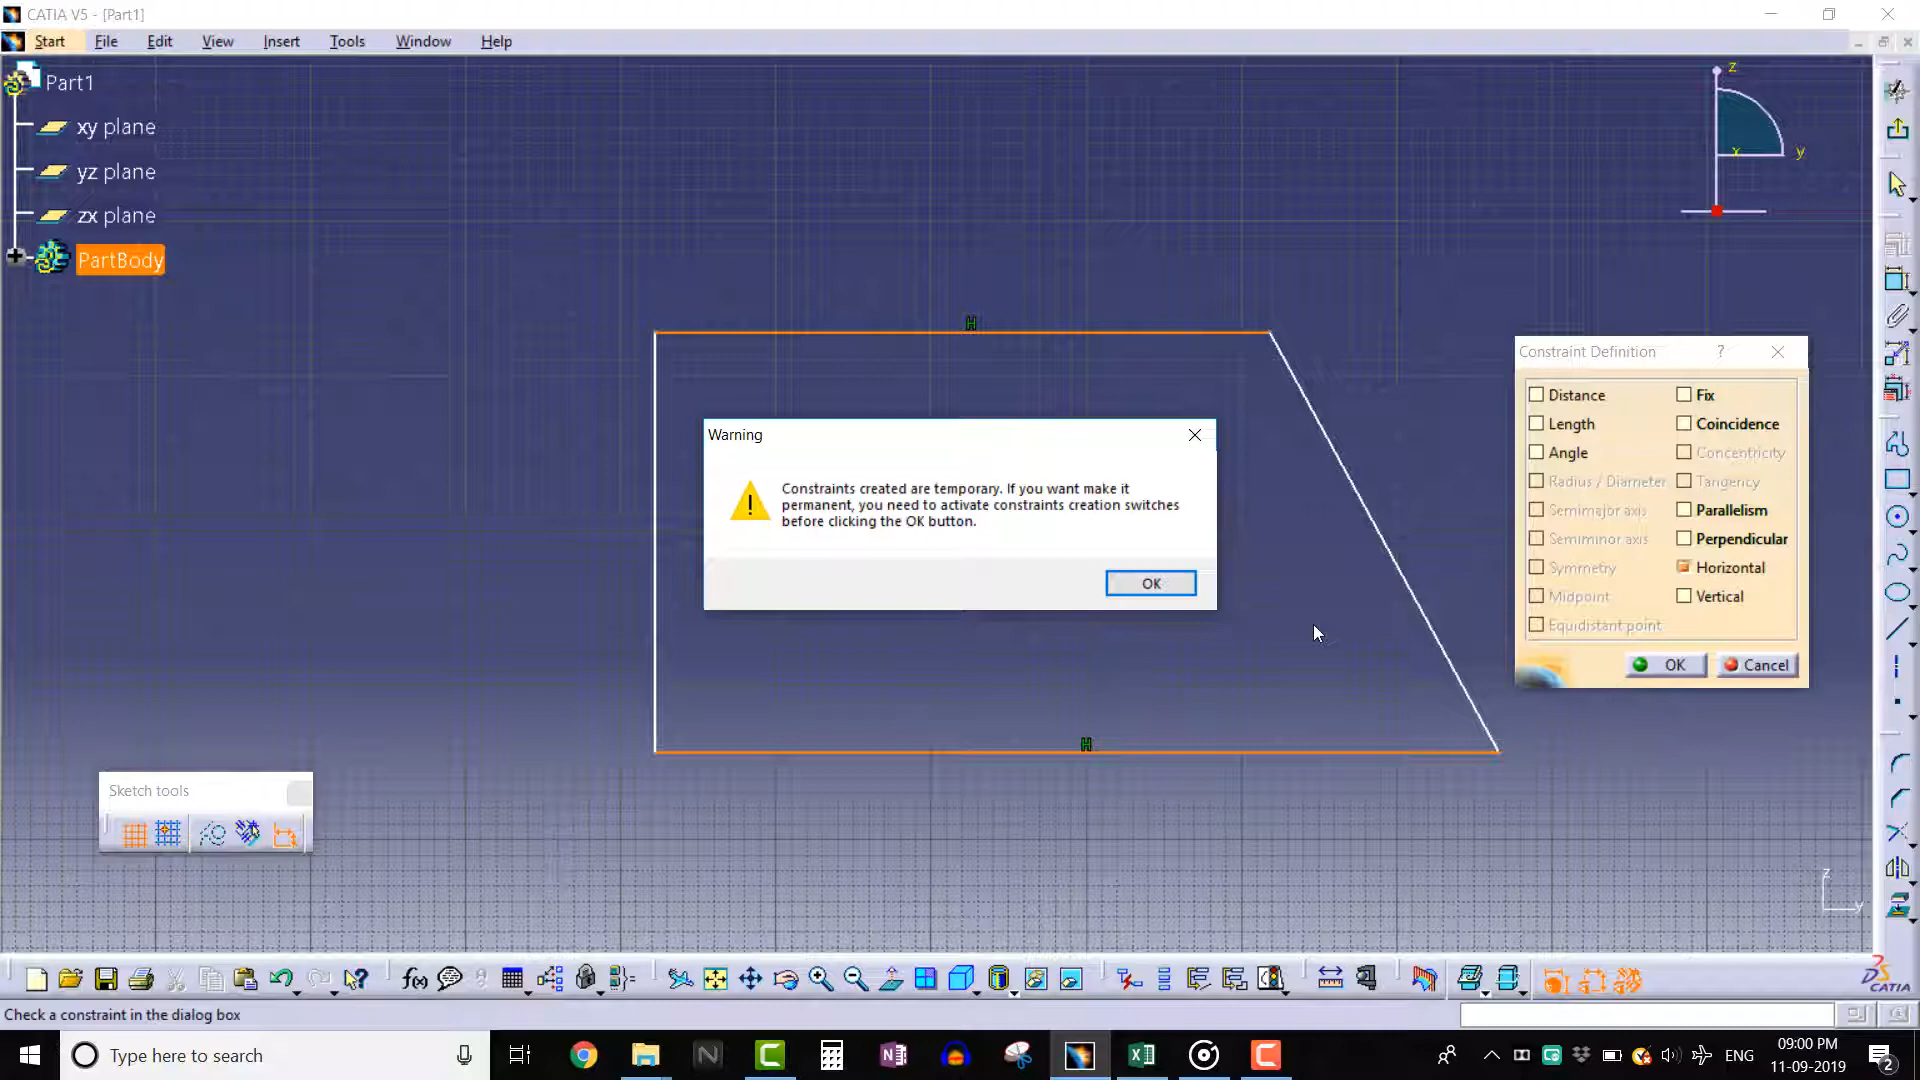 CATIA V5 - [Part1]
Start File Edit View Insert Tools Window Help
Part1
xy plane
yz plane
zx plane
PartBody
z
x
y
H
H
Warning
Constraints created are temporary. If you want make it
permanent, you need to activate constraints creation switches
before clicking the OK button.
OK
Constraint Definition ?
Distance Fix
Length Coincidence
Angle Concentricity
Radius / Diameter Tangency
Semimajor axis Parallelism
Semiminor axis Perpendicular
Symmetry Horizontal
Midpoint Vertical
Equidistant point
OK Cancel
Sketch tools
z
y
f(x)
CATIA
Check a constraint in the dialog box
Type here to search
ENG
09:00 PM
11-09-2019
2